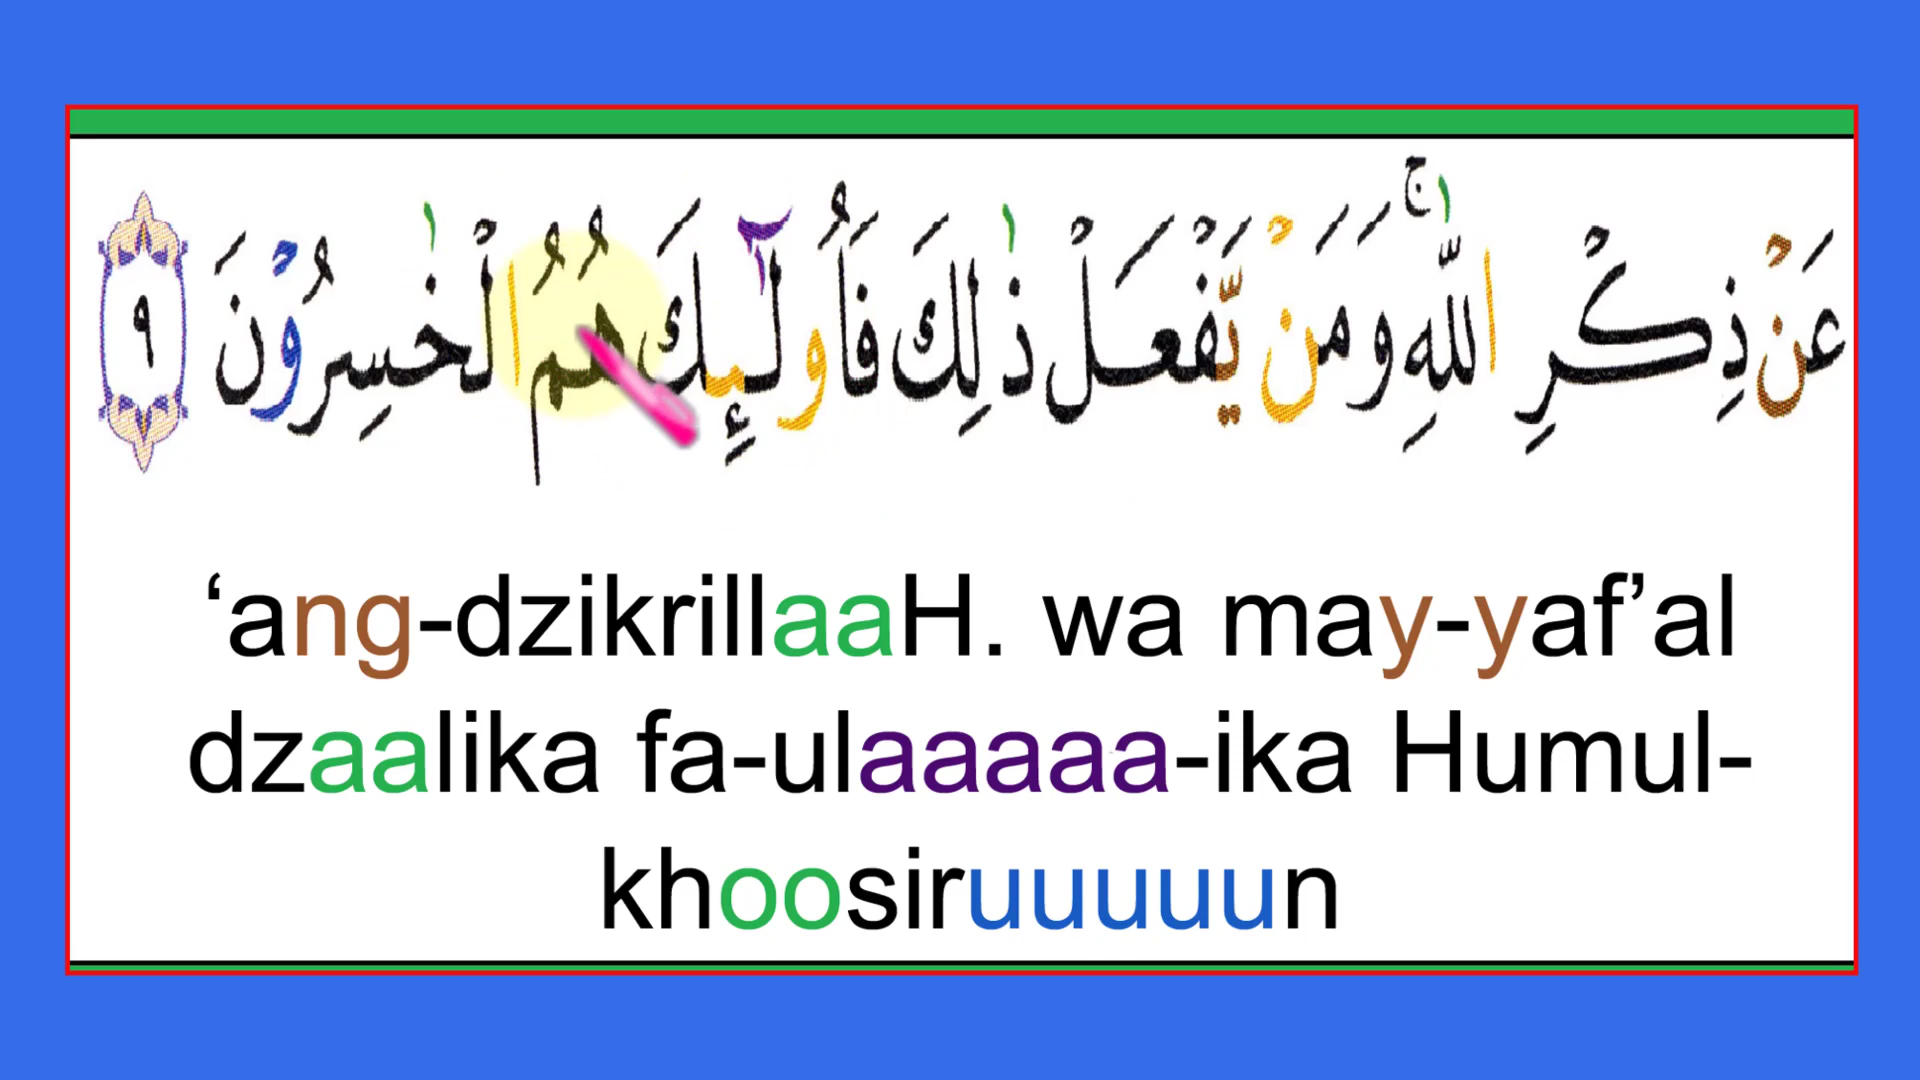 عَنْ ذِكْرِ اللّٰهِ ۚ وَمَنْ يَّفْعَلْ ذٰلِكَ فَاُولٰۤىِٕكَ هُمُ الْخٰسِرُوْنَ ٩
‘ang-dzikrillaaH. wa may-yaf’al
dzaalika fa-ulaaaaa-ika Humul-
khoosiruuuuun